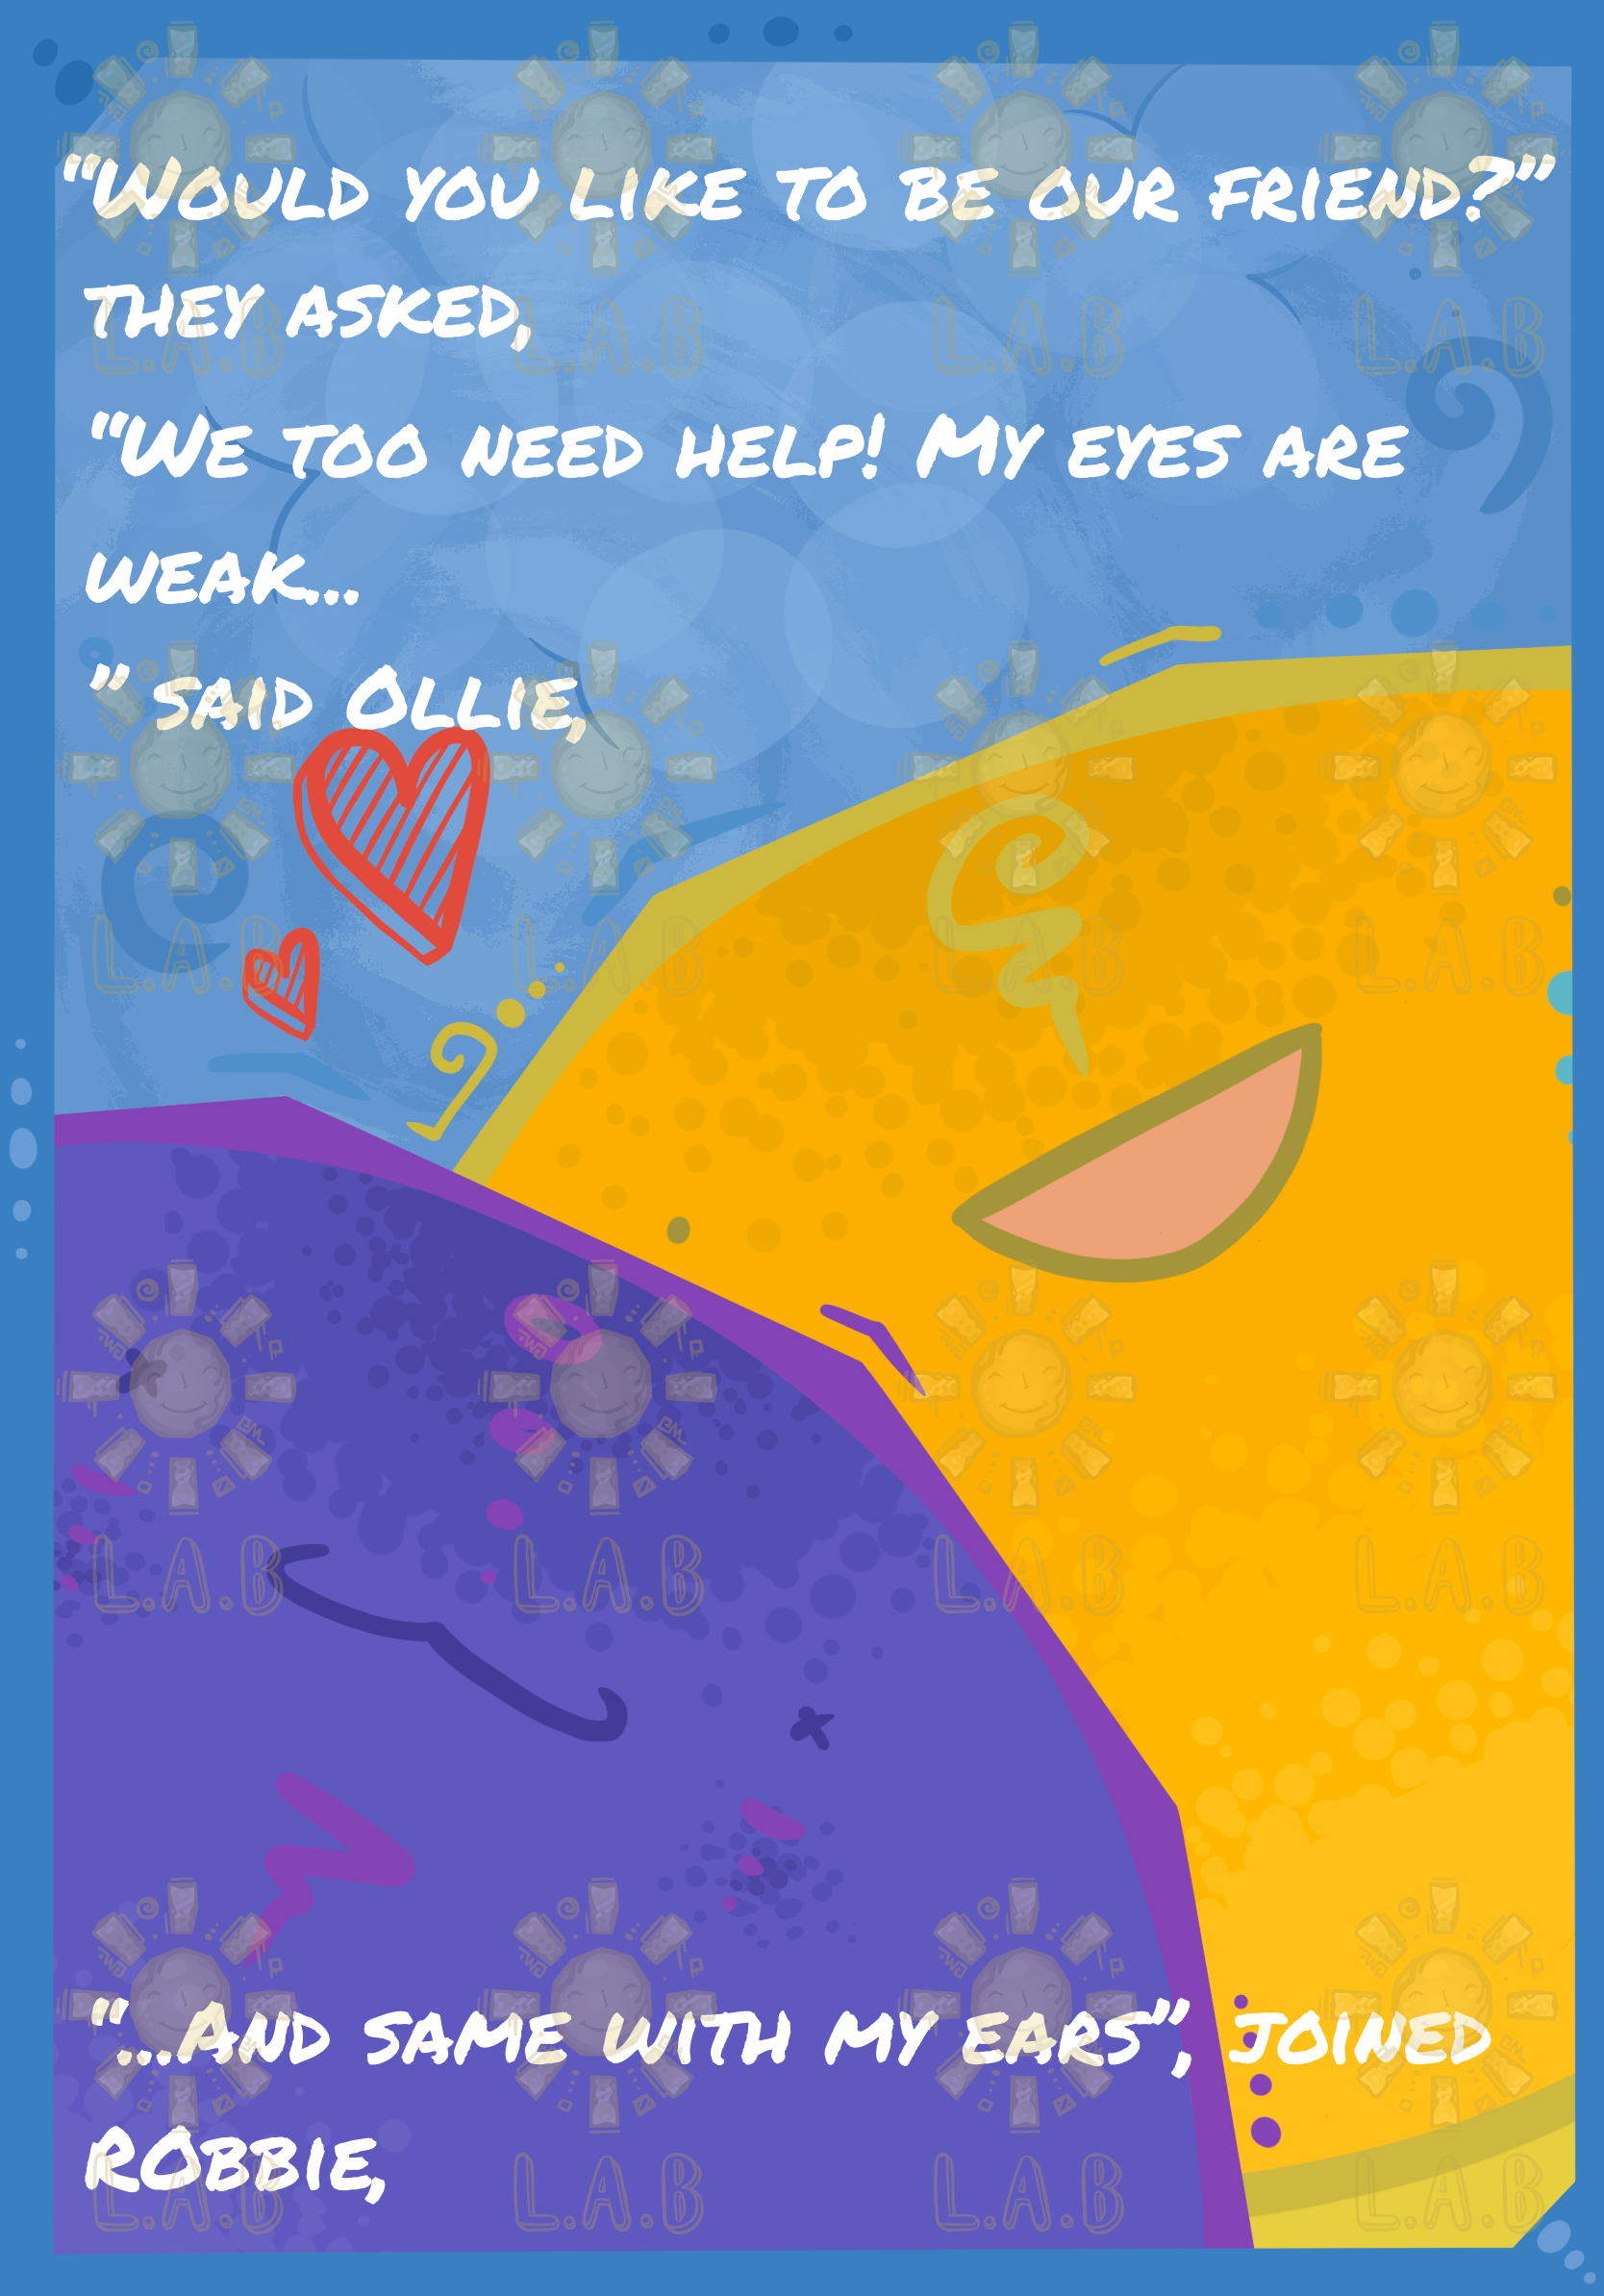 “Would you like to be our friend?”
they asked,
“We too need help! My eyes are
weak...
” said Ollie,
“...And same with my ears”, joined
Robbie,
L.A.B L.A.B L.A.B L.A.B
L.A.B L.A.B L.A.B L.A.B
L.A.B L.A.B L.A.B L.A.B
L.A.B L.A.B L.A.B L.A.B